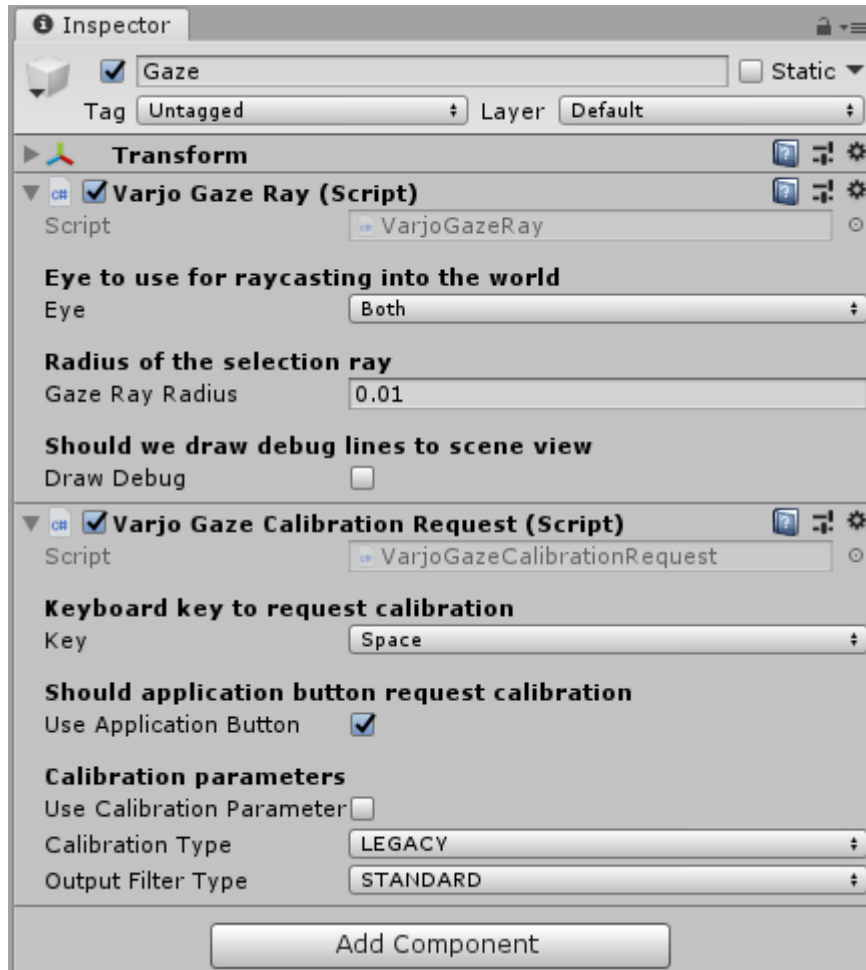 Inspector
Gaze Static
Tag Untagged Layer Default
Transform
c# Varjo Gaze Ray (Script)
Script VarjoGazeRay
Eye to use for raycasting into the world
Eye Both
Radius of the selection ray
Gaze Ray Radius 0.01
Should we draw debug lines to scene view
Draw Debug
c# Varjo Gaze Calibration Request (Script)
Script VarjoGazeCalibrationRequest
Keyboard key to request calibration
Key Space
Should application button request calibration
Use Application Button
Calibration parameters
Use Calibration Parameter
Calibration Type LEGACY
Output Filter Type STANDARD
Add Component